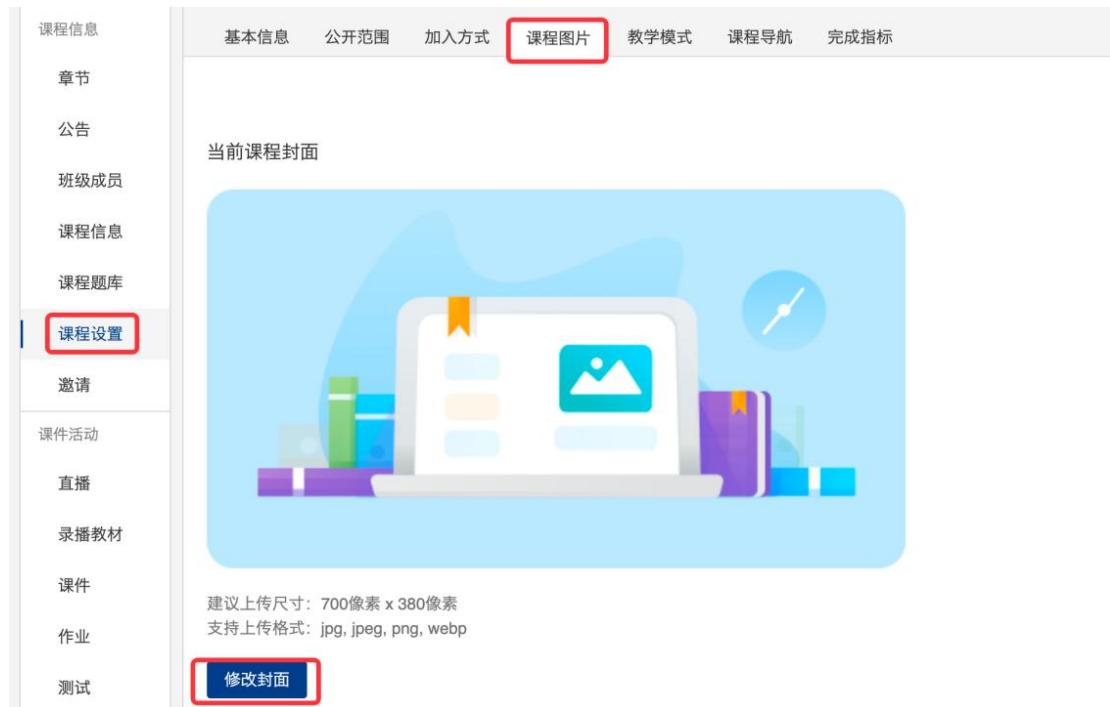 课程信息
章节
公告
班级成员
课程信息
课程题库
课程设置
邀请
课件活动
直播
录播教材
课件
作业
测试
基本信息 公开范围 加入方式 课程图片 教学模式 课程导航 完成指标
当前课程封面
建议上传尺寸：700像素 x 380像素
支持上传格式：jpg, jpeg, png, webp
修改封面